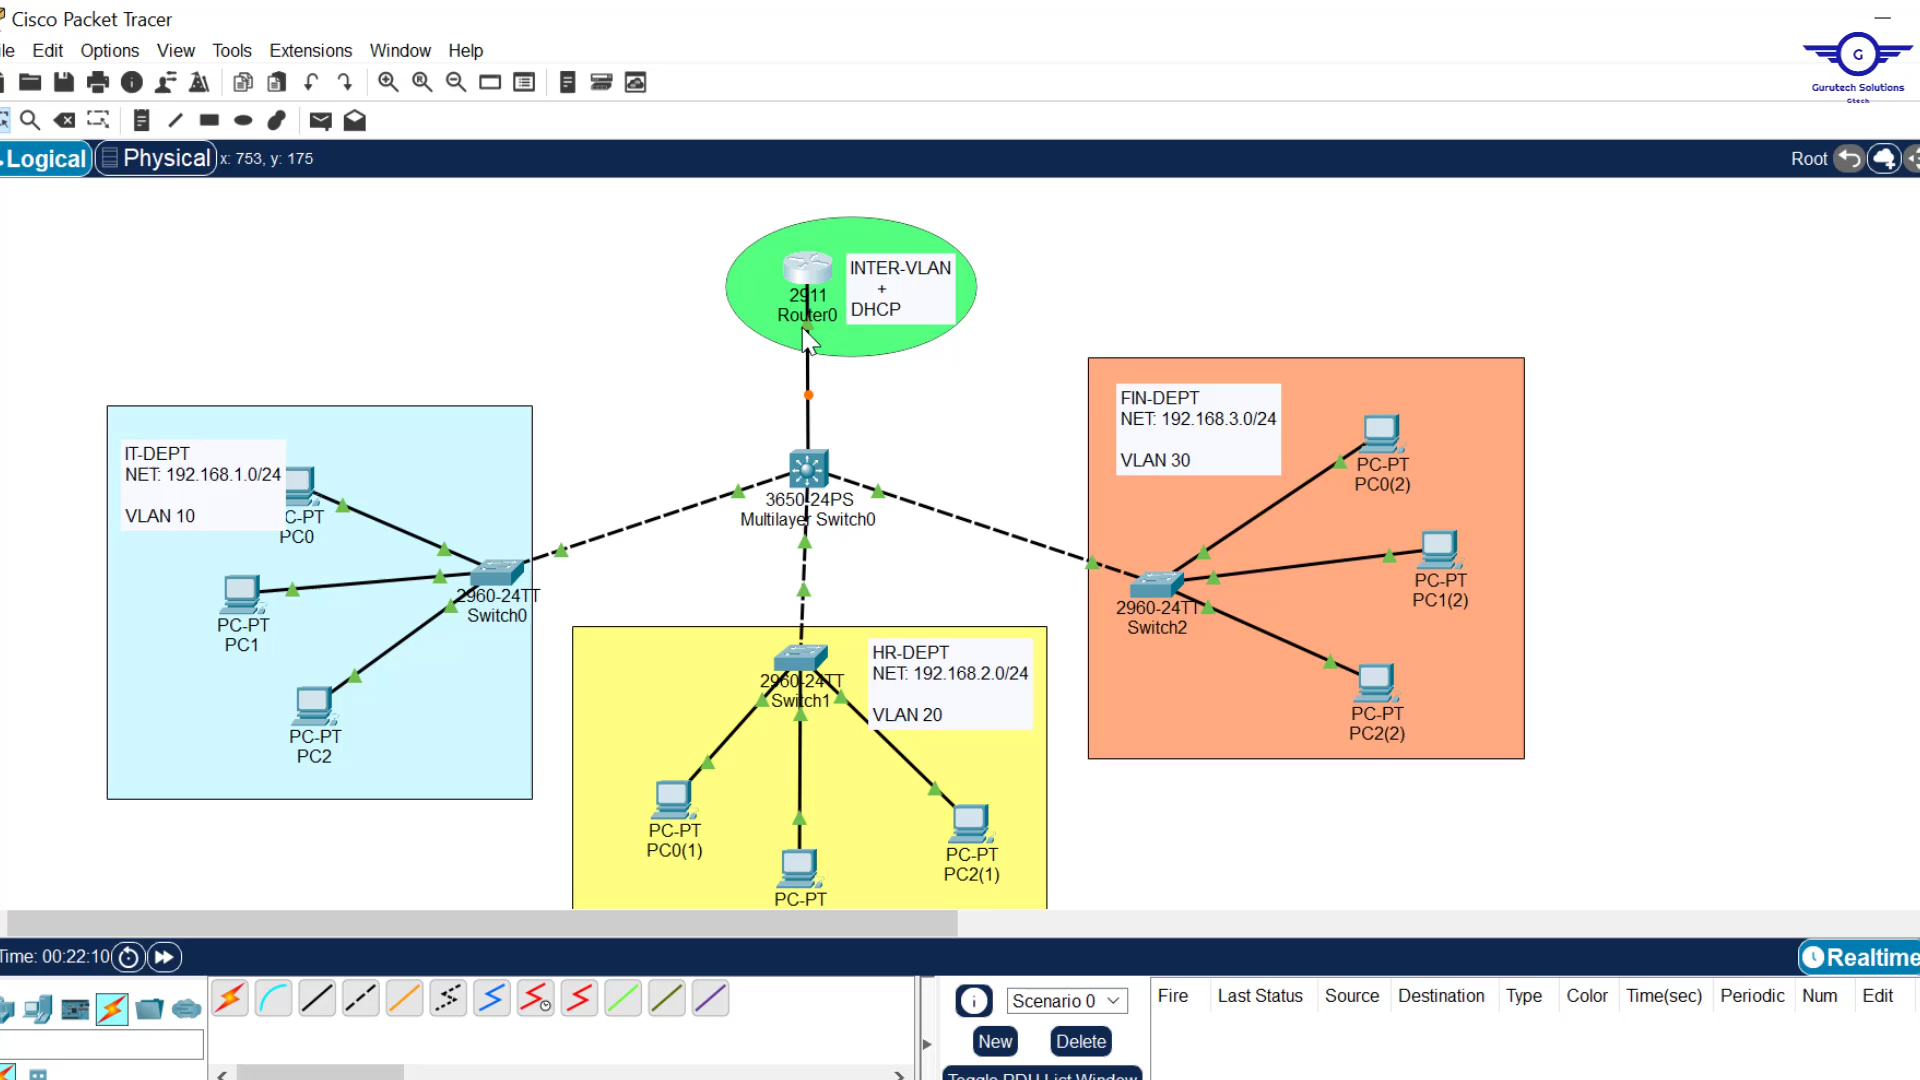 Cisco Packet Tracer
ile Edit Options View Tools Extensions Window Help
G
Gurutech Solutions
Gtech
Logical Physical x: 753, y: 175
Root
INTER-VLAN
+
DHCP
2911
Router0
FIN-DEPT
NET: 192.168.3.0/24
VLAN 30
PC-PT
PC0(2)
IT-DEPT
NET: 192.168.1.0/24
VLAN 10
C-PT
PC0
3650-24PS
Multilayer Switch0
PC-PT
PC1(2)
2960-24TT
Switch0
2960-24TT
Switch2
PC-PT
PC1
HR-DEPT
NET: 192.168.2.0/24
VLAN 20
2960-24TT
Switch1
PC-PT
PC2(2)
PC-PT
PC2
PC-PT
PC0(1)
PC-PT
PC2(1)
PC-PT
Time: 00:22:10
Realtime
Scenario 0
New Delete
Toggle PDU List Window
Fire Last Status Source Destination Type Color Time(sec) Periodic Num Edit